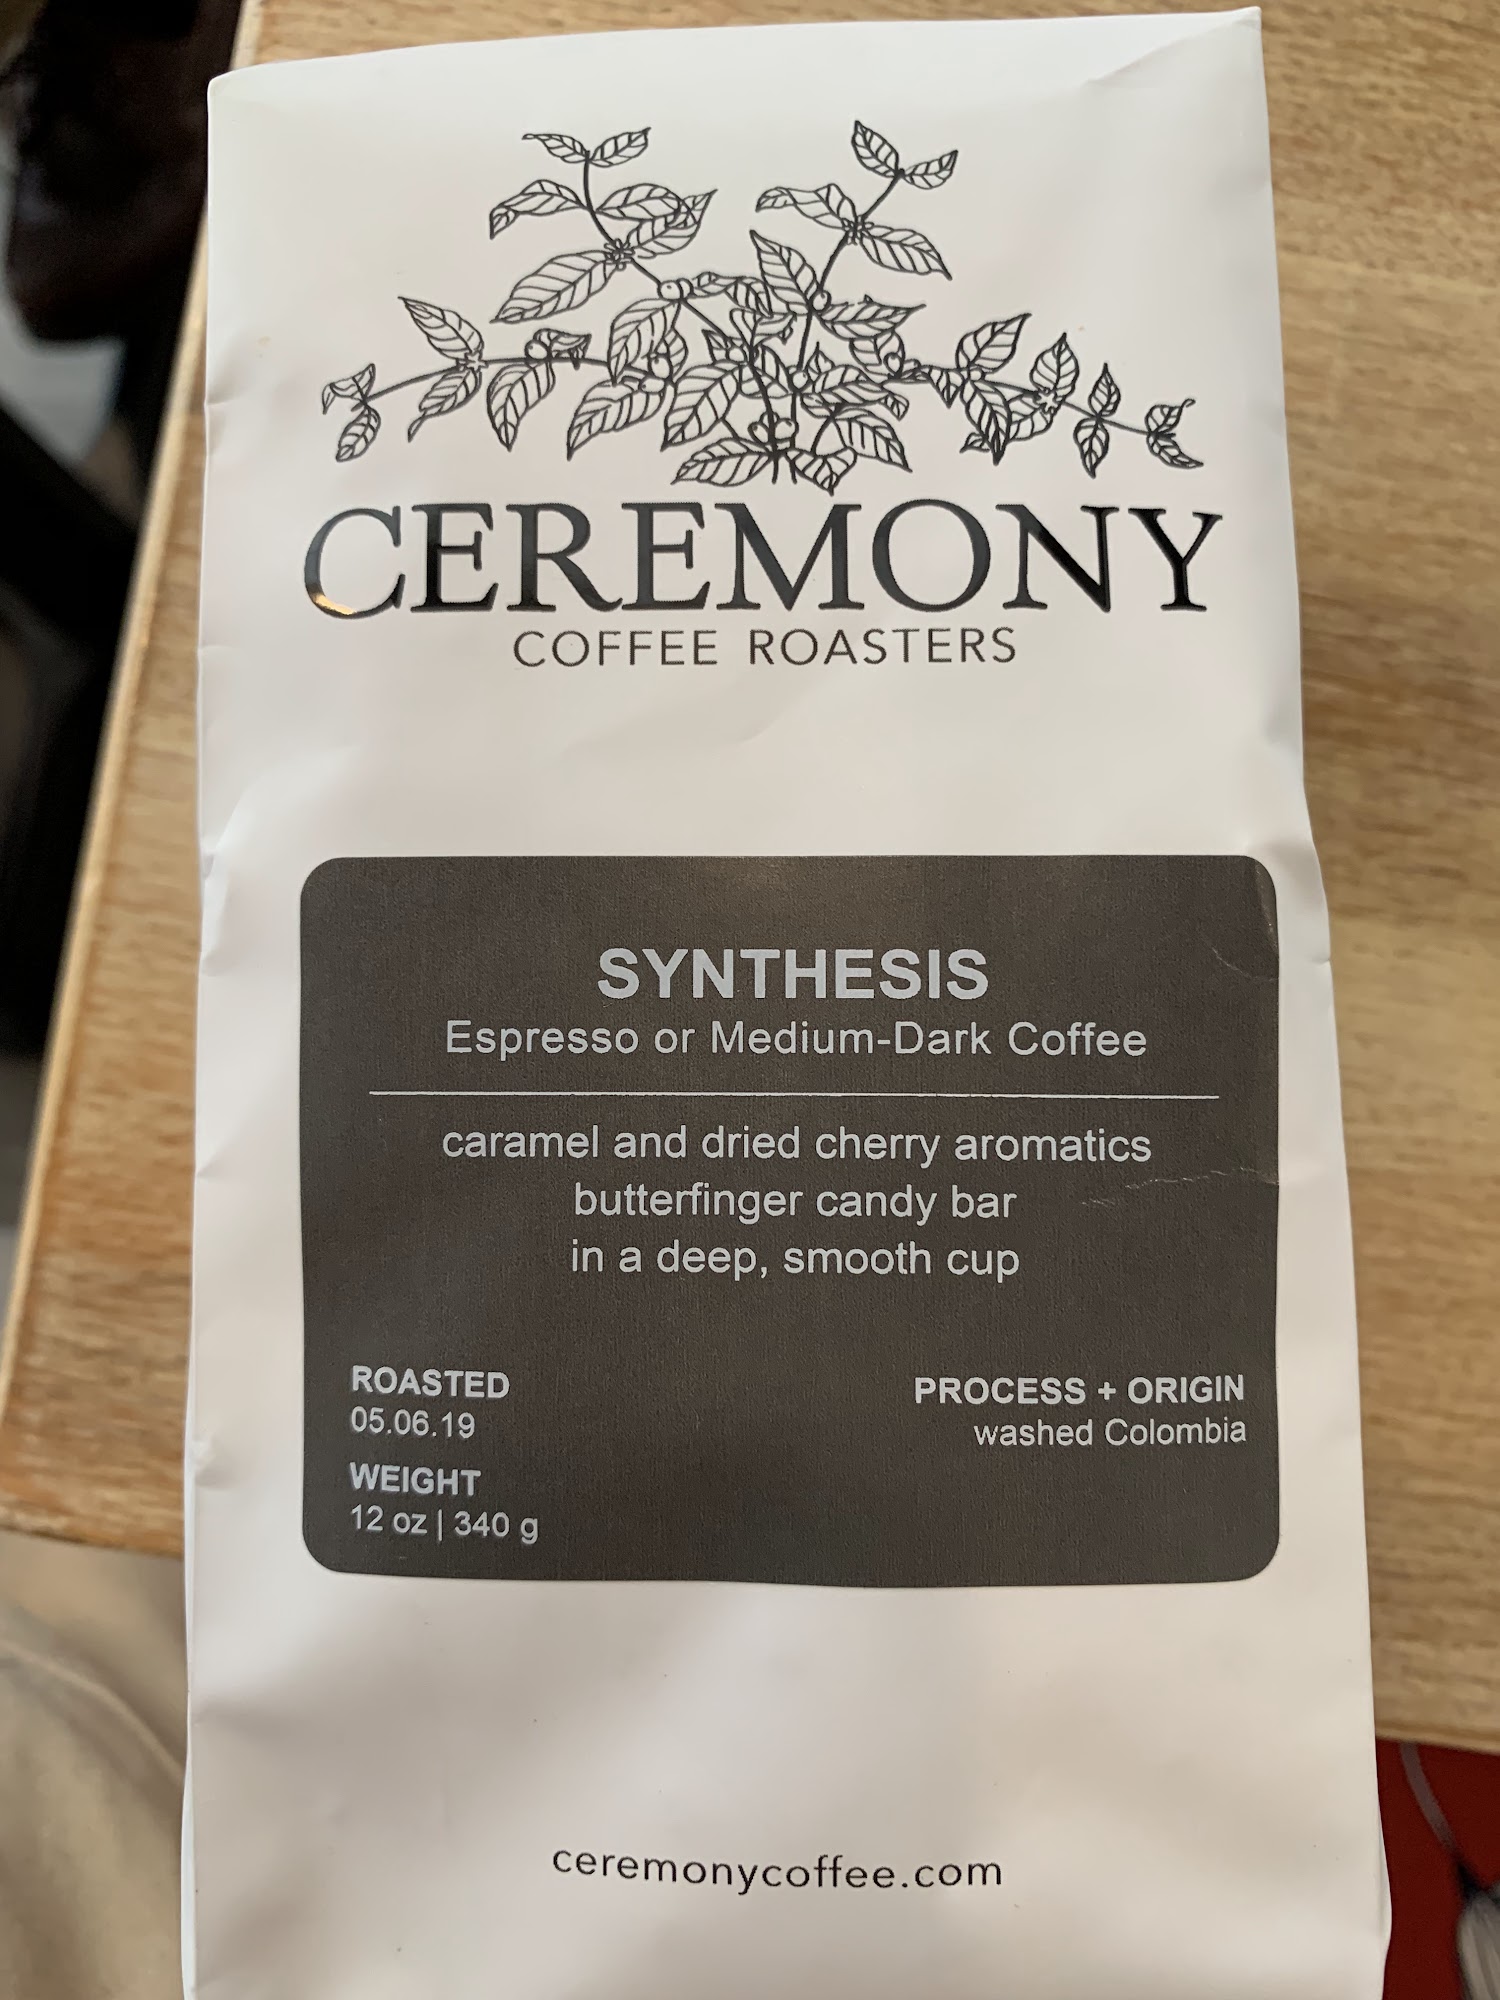 CEREMONY
COFFEE ROASTERS
SYNTHESIS
Espresso or Medium-Dark Coffee
caramel and dried cherry aromatics
butterfinger candy bar
in a deep, smooth cup
ROASTED
05.06.19
WEIGHT
12 oz | 340 g
PROCESS + ORIGIN
washed Colombia
ceremonycoffee.com